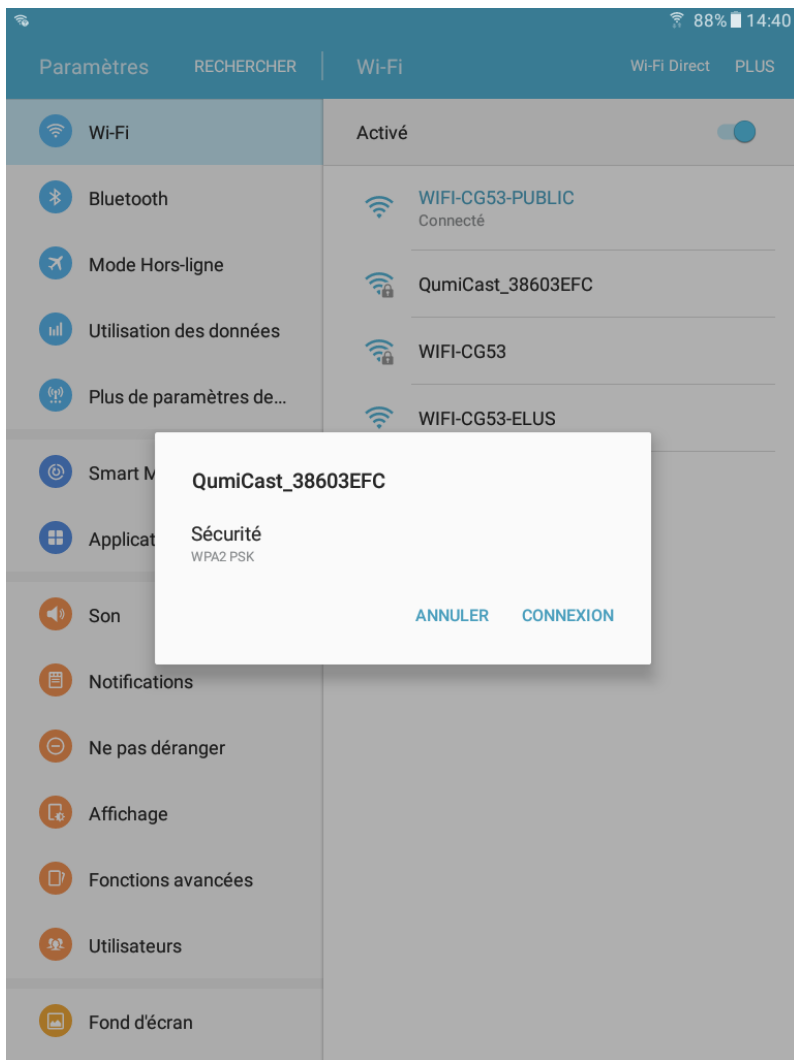 88% 14:40
Paramètres RECHERCHER Wi-Fi Wi-Fi Direct PLUS
Wi-Fi
Bluetooth
Mode Hors-ligne
Utilisation des données
Plus de paramètres de...
Smart M
Applicat
Son
Notifications
Ne pas déranger
Affichage
Fonctions avancées
Utilisateurs
Fond d'écran
Activé
WIFI-CG53-PUBLIC
Connecté
QumiCast_38603EFC
WIFI-CG53
WIFI-CG53-ELUS
QumiCast_38603EFC
Sécurité
WPA2 PSK
ANNULER CONNEXION